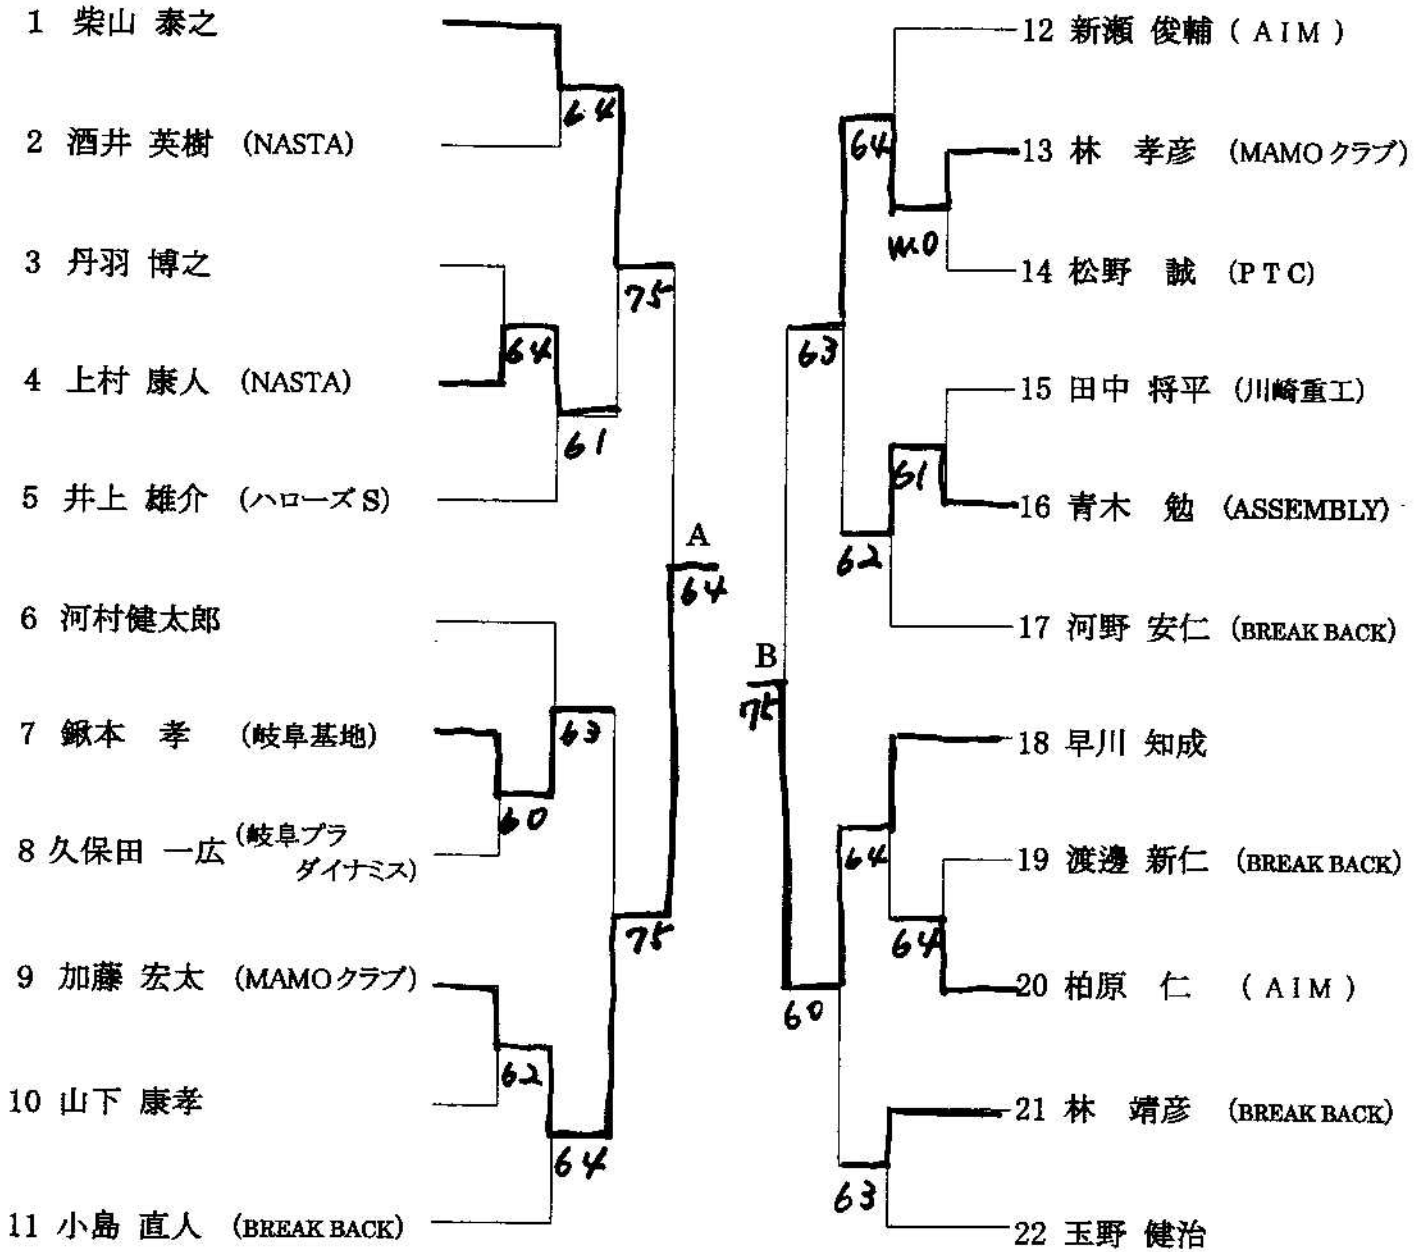 1 柴山 泰之
64
2 酒井 英樹 (NASTA)
3 丹羽 博之
75
64
4 上村 康人 (NASTA)
61
5 井上 雄介 (ハローズS)
A
64
6 河村健太郎
7 鍬本 孝 (岐阜基地)
63
60
8 久保田 一広 (岐阜プラ
ダイナミス)
75
9 加藤 宏太 (MAMOクラブ)
62
10 山下 康孝
64
11 小島 直人 (BREAK BACK)
12 新瀬 俊輔 ( AIM )
64
13 林 孝彦 (MAMOクラブ)
W.O
14 松野 誠 (PTC)
63
15 田中 将平 (川崎重工)
61
16 青木 勉 (ASSEMBLY)
62
17 河野 安仁 (BREAK BACK)
B
75
18 早川 知成
64
19 渡邊 新仁 (BREAK BACK)
64
20 柏原 仁 ( AIM )
60
21 林 靖彦 (BREAK BACK)
63
22 玉野 健治